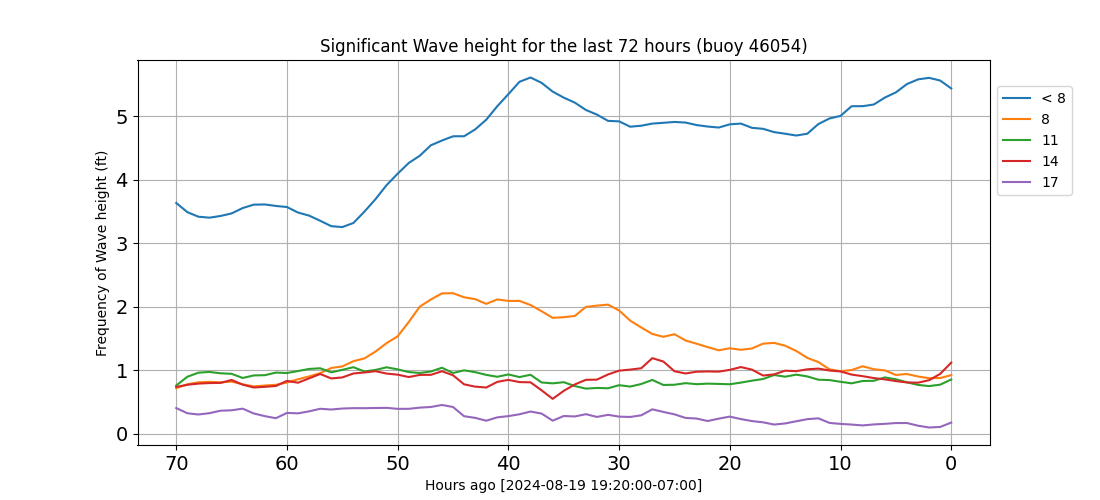 Significant Wave height for the last 72 hours (buoy 46054)
Frequency of Wave height (ft)
5
4
3
2
1
0
70 60 50 40 30 20 10 0
Hours ago [2024-08-19 19:20:00-07:00]
< 8
8
11
14
17